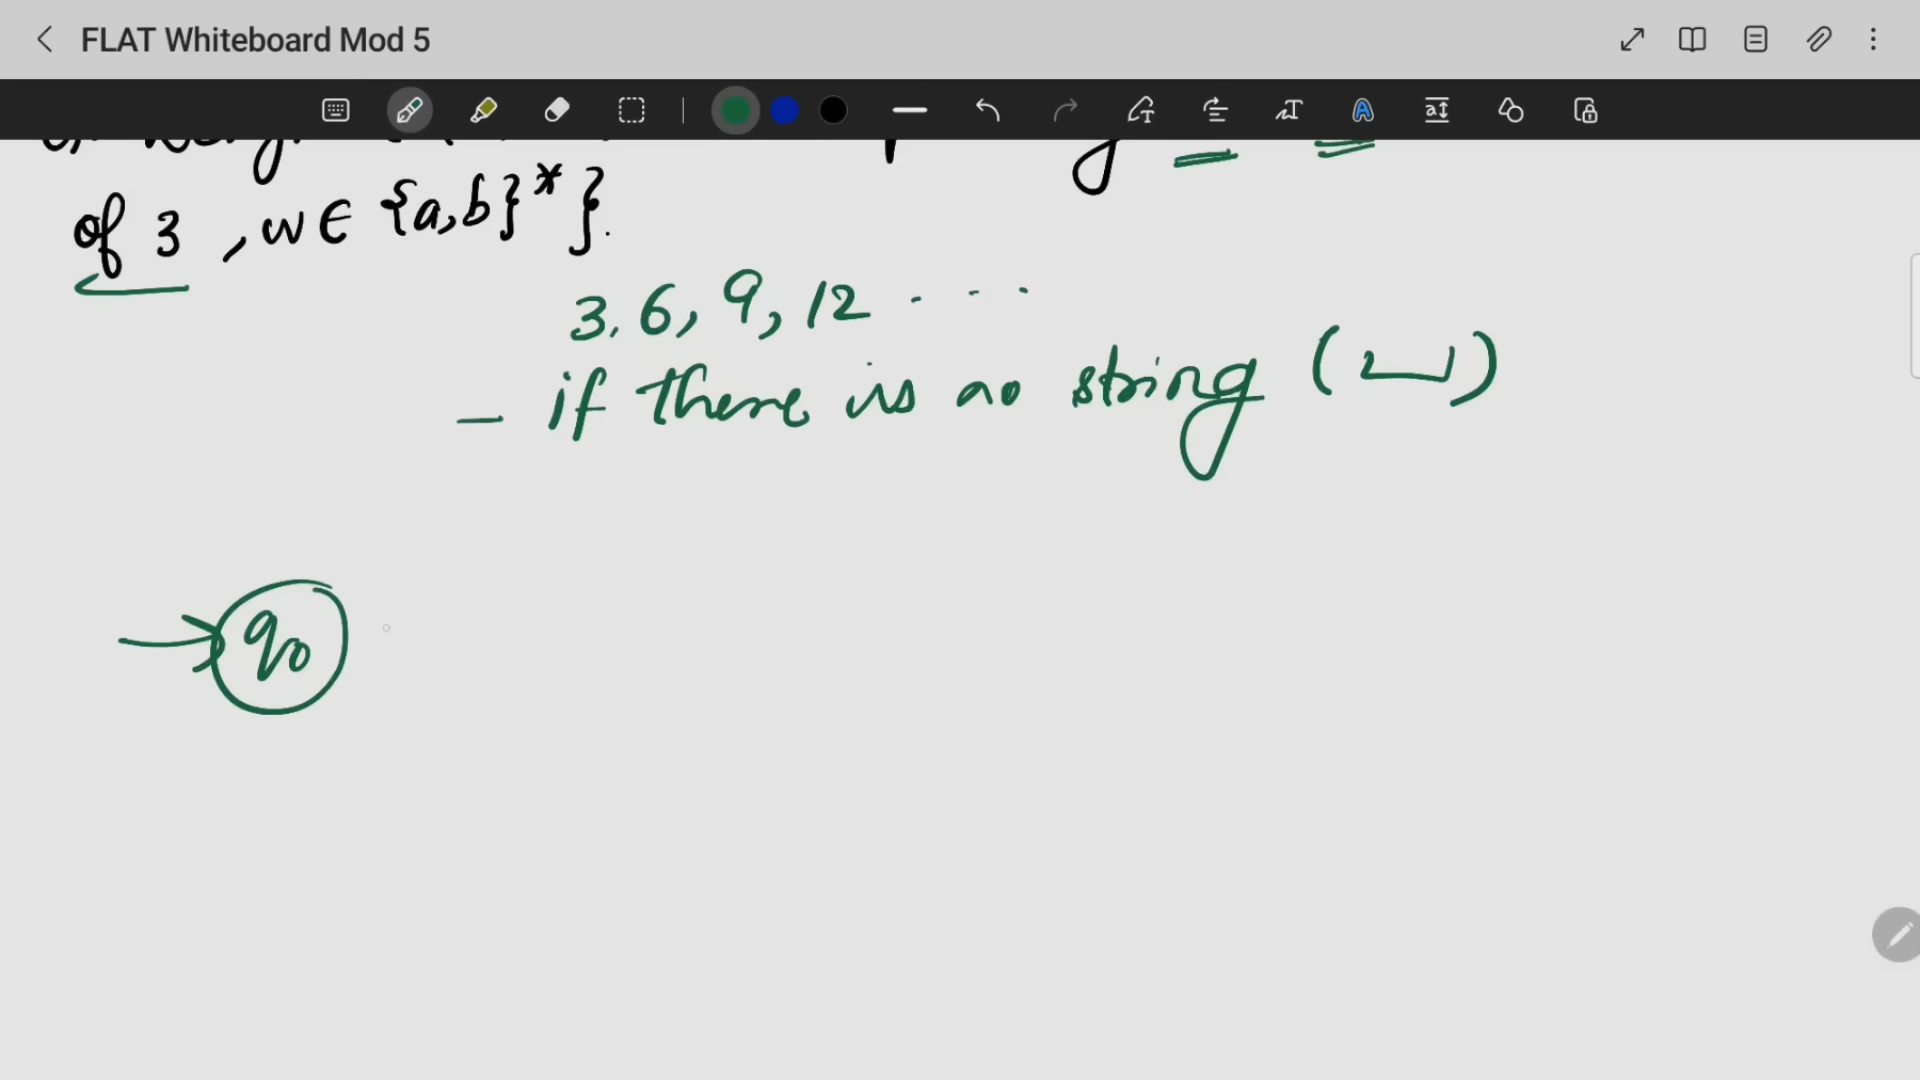 FLAT Whiteboard Mod 5
of 3 , w ∈ {a,b}* }.
3, 6, 9, 12 ....
- if there is no string (⊔)
q0